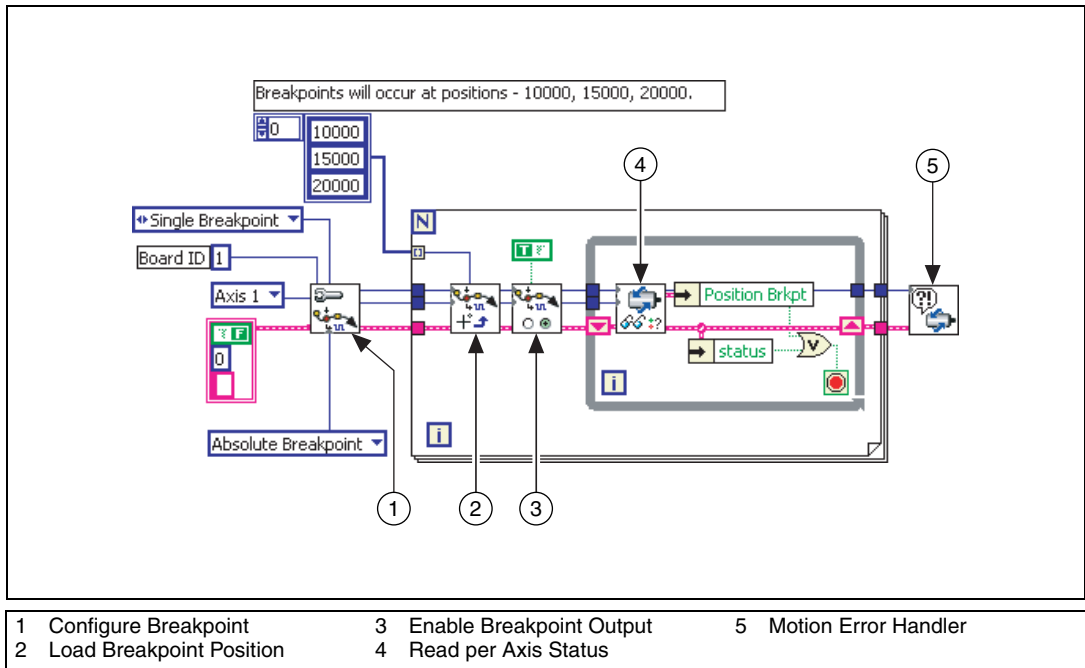 Breakpoints will occur at positions - 10000, 15000, 20000.
0
10000
15000
20000
Single Breakpoint
Board ID 1
Axis 1
F
0
Absolute Breakpoint
N
T
i
Position Brkpt
status
V
i
?!
??
1
2
3
4
5
1 Configure Breakpoint
2 Load Breakpoint Position
3 Enable Breakpoint Output
4 Read per Axis Status
5 Motion Error Handler